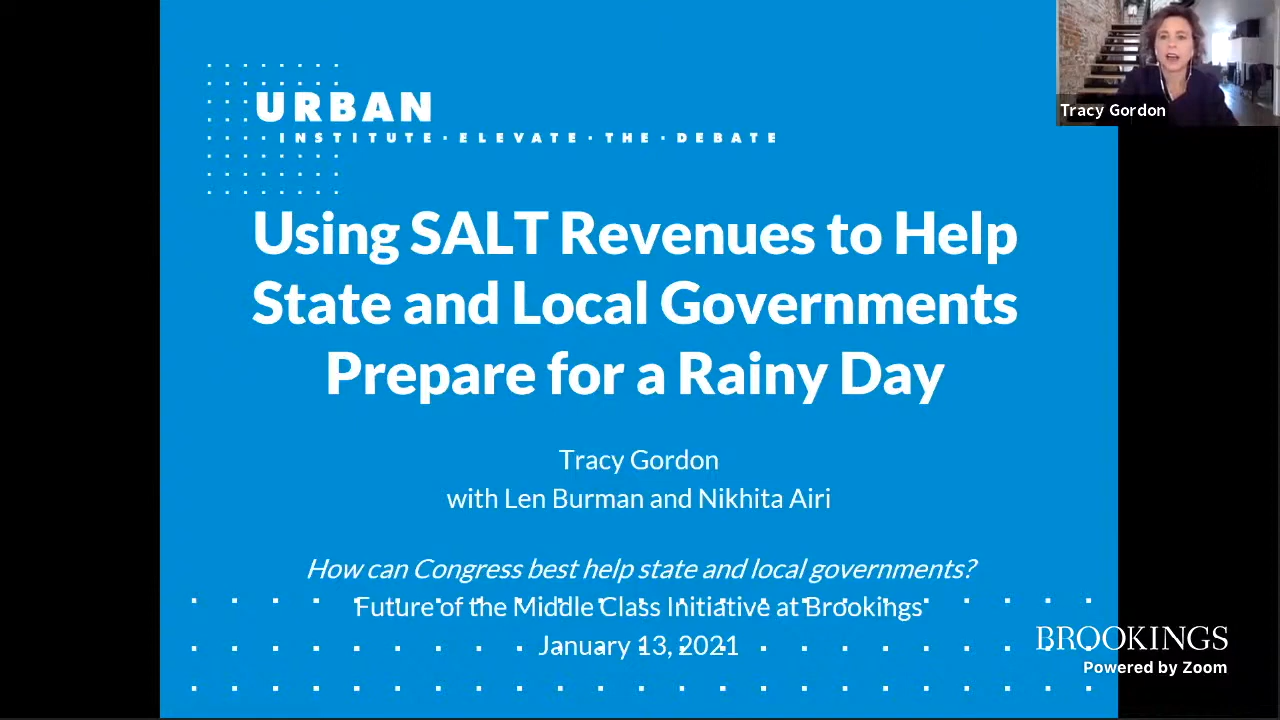 URBAN
INSTITUTE · ELEVATE · THE · DEBATE
Tracy Gordon
Using SALT Revenues to Help
State and Local Governments
Prepare for a Rainy Day
Tracy Gordon
with Len Burman and Nikhita Airi
How can Congress best help state and local governments?
Future of the Middle Class Initiative at Brookings
January 13, 2021
BROOKINGS
Powered by Zoom